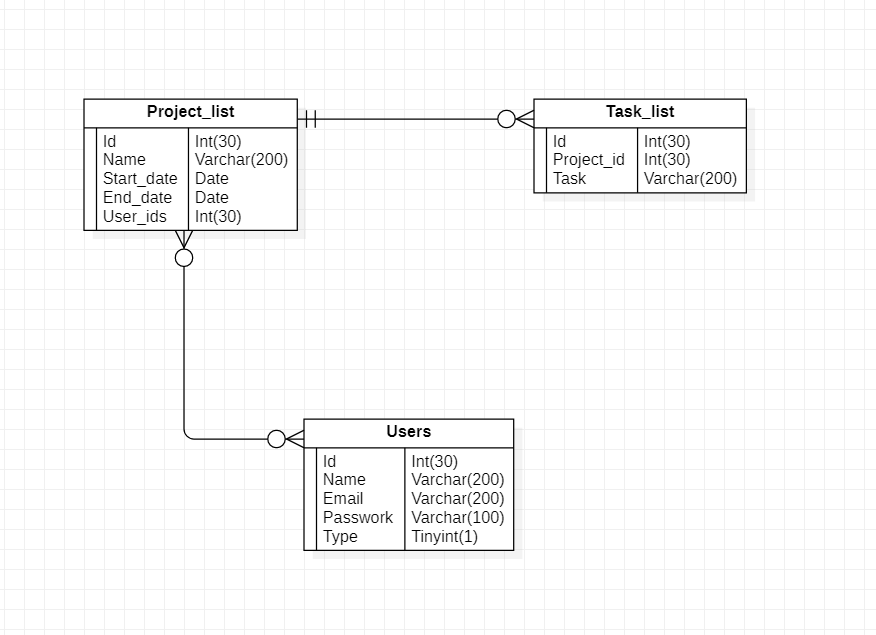 Project_list
Id Int(30)
Name Varchar(200)
Start_date Date
End_date Date
User_ids Int(30)
Task_list
Id Int(30)
Project_id Int(30)
Task Varchar(200)
Users
Id Int(30)
Name Varchar(200)
Email Varchar(200)
Passwork Varchar(100)
Type Tinyint(1)